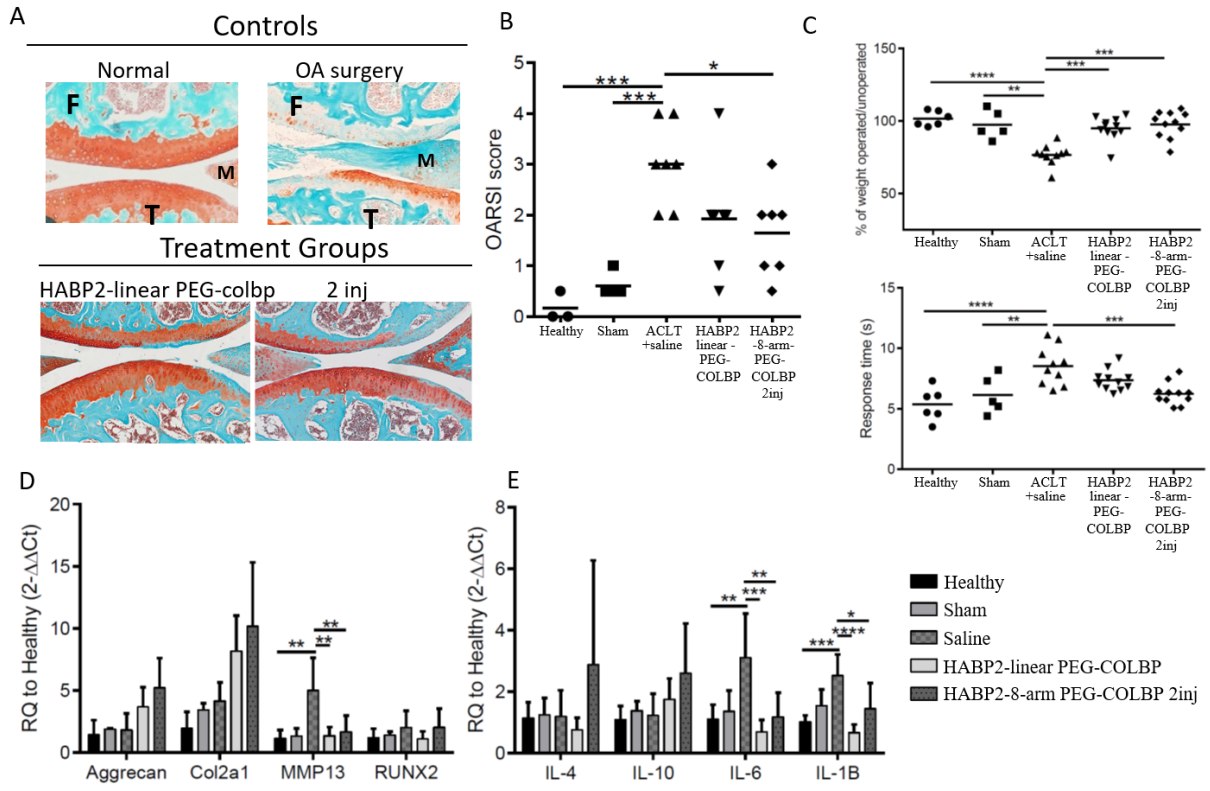 A
Controls
Normal
OA surgery
F
M
T
F
M
T
Treatment Groups
HABP2-linear PEG-colbp
2 inj
B
OARSI score
5
4
3
2
1
0
***
***
*
Healthy
Sham
ACLT
+saline
HABP2
linear -
PEG-
COLBP
HABP2
-8-arm-
PEG-
COLBP
2inj
C
% of weight operated/unoperated
150
100
50
****
**
***
***
Healthy
Sham
ACLT
+saline
HABP2
linear -
PEG-
COLBP
HABP2
-8-arm-
PEG-
COLBP
2inj
Response time (s)
15
10
5
0
****
**
***
Healthy
Sham
ACLT
+saline
HABP2
linear -
PEG-
COLBP
HABP2
-8-arm-
PEG-
COLBP
2inj
D
RQ to Healthy (2-ΔΔCt)
20
15
10
5
0
**
**
**
Aggrecan
Col2a1
MMP13
RUNX2
E
RQ to Healthy (2-ΔΔCt)
8
6
4
2
0
**
**
***
***
*
****
IL-4
IL-10
IL-6
IL-1B
Healthy
Sham
Saline
HABP2-linear PEG-COLBP
HABP2-8-arm PEG-COLBP 2inj